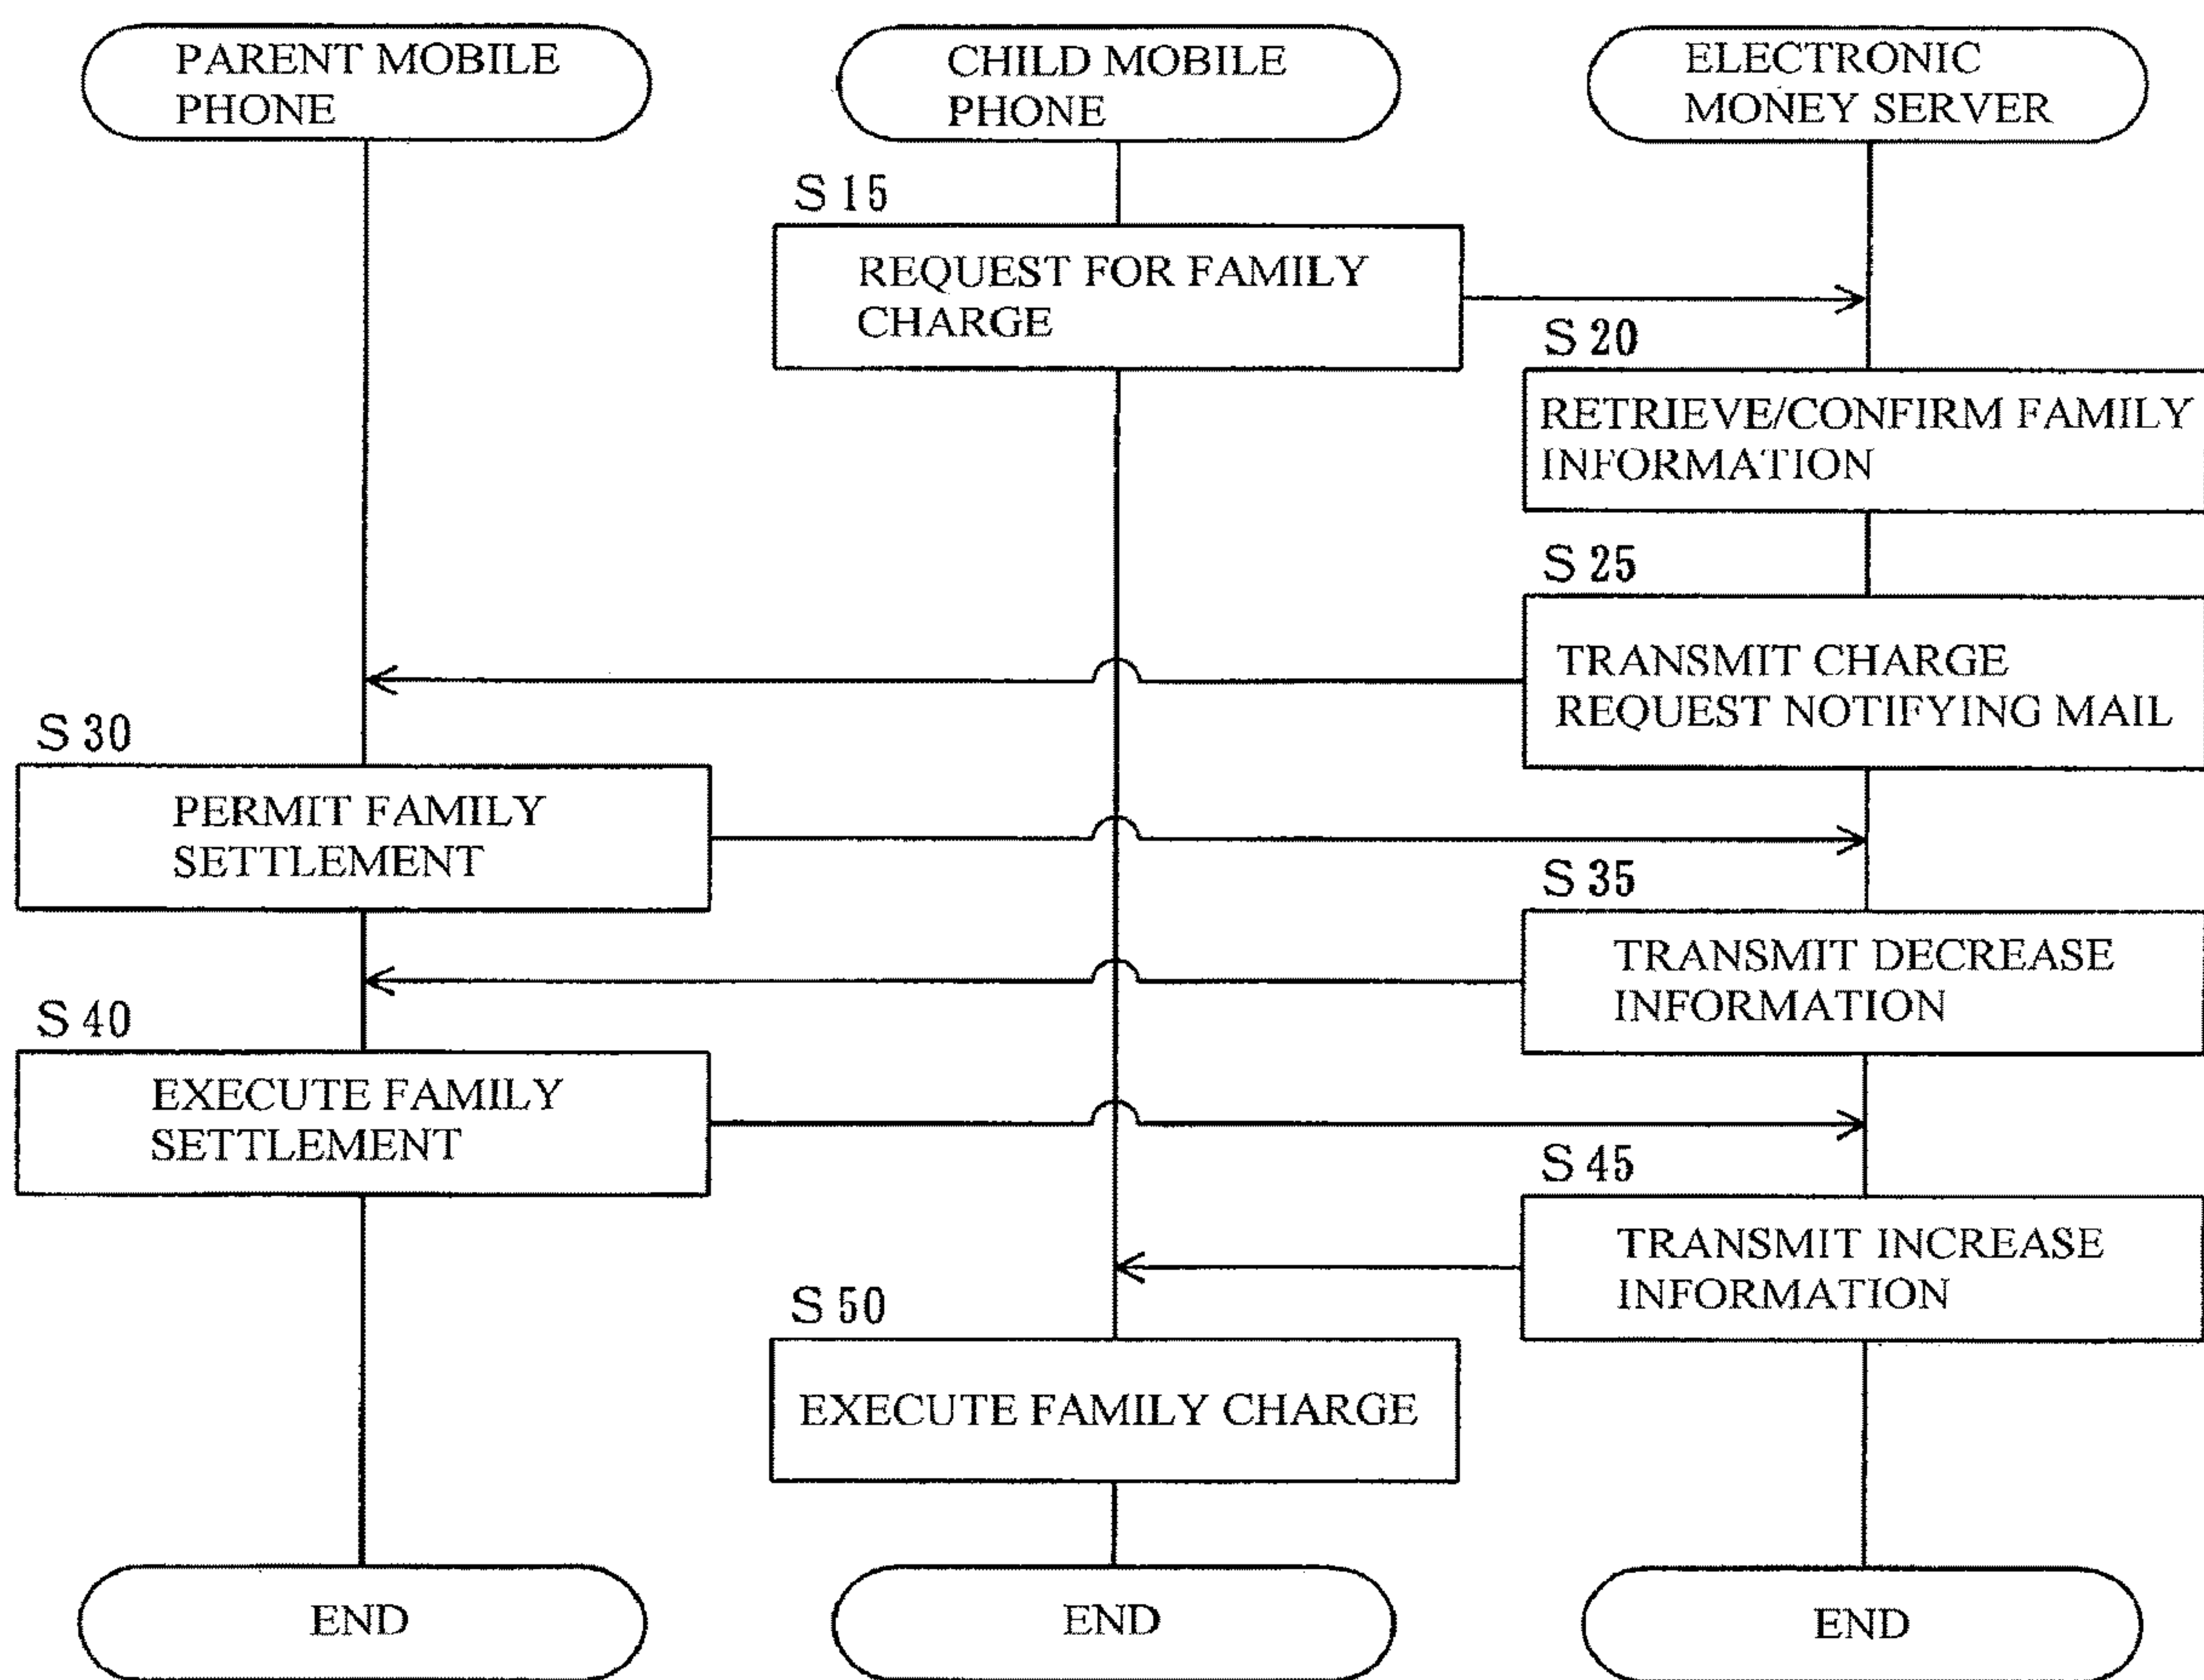 PARENT MOBILE
PHONE
CHILD MOBILE
PHONE
ELECTRONIC
MONEY SERVER
S 15
REQUEST FOR FAMILY
CHARGE
S 20
RETRIEVE/CONFIRM FAMILY
INFORMATION
S 25
TRANSMIT CHARGE
REQUEST NOTIFYING MAIL
S 30
PERMIT FAMILY
SETTLEMENT
S 35
TRANSMIT DECREASE
INFORMATION
S 40
EXECUTE FAMILY
SETTLEMENT
S 45
TRANSMIT INCREASE
INFORMATION
S 50
EXECUTE FAMILY CHARGE
END
END
END